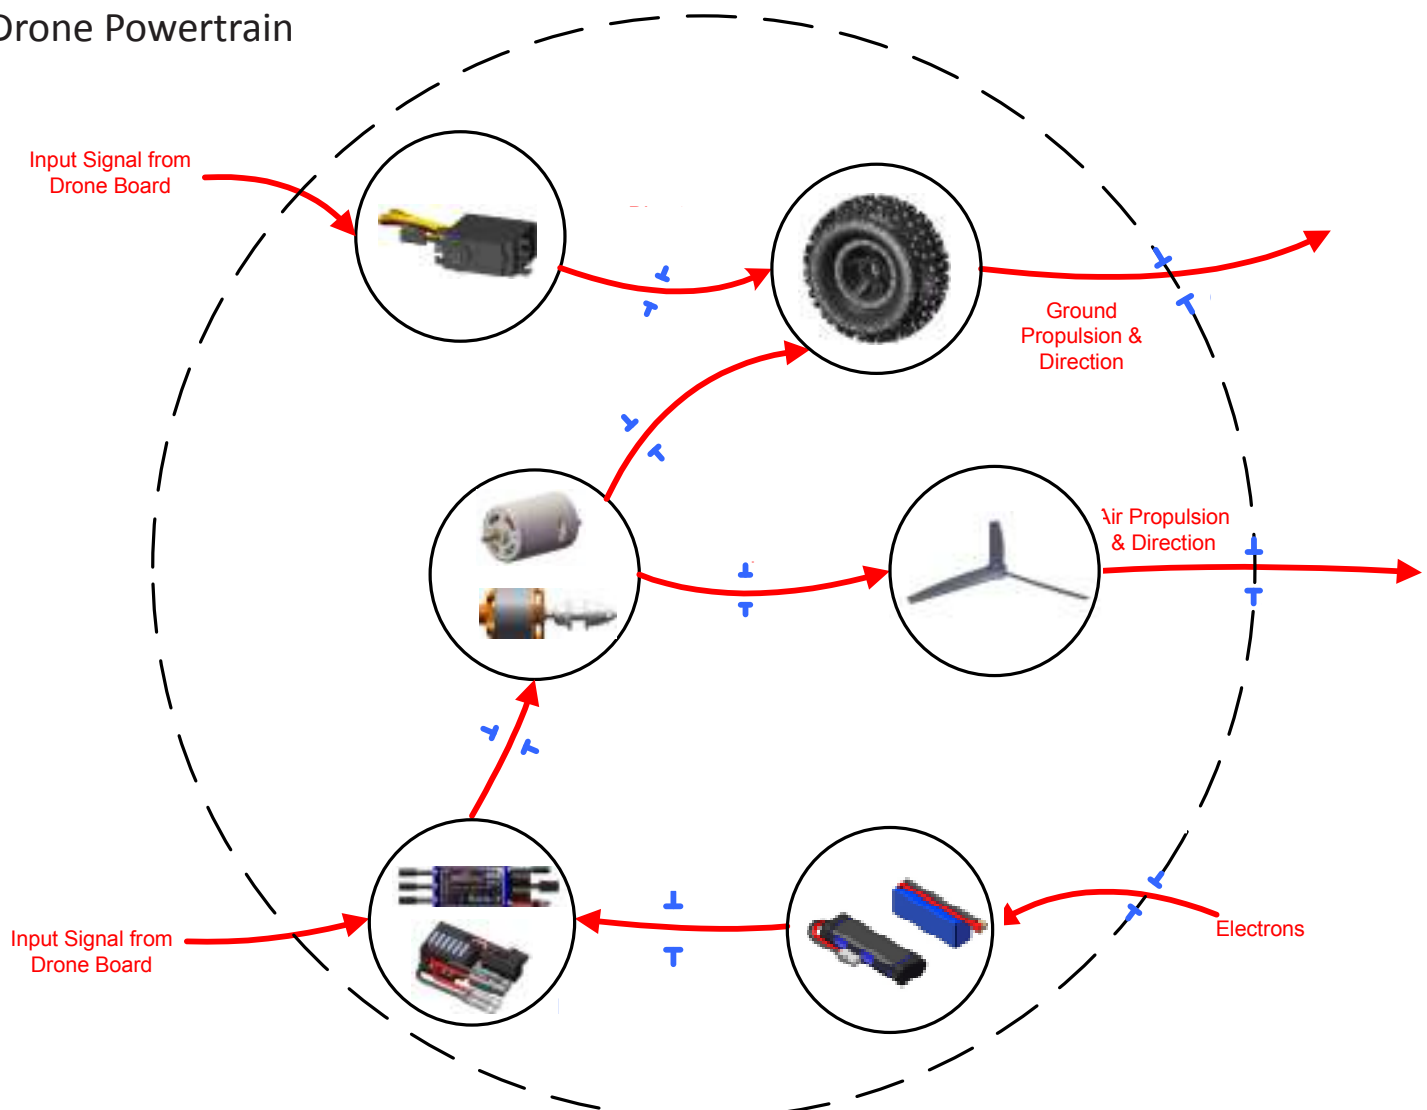 Drone Powertrain
Input Signal from
Drone Board
Ground
Propulsion &
Direction
Air Propulsion
& Direction
Input Signal from
Drone Board
Electrons